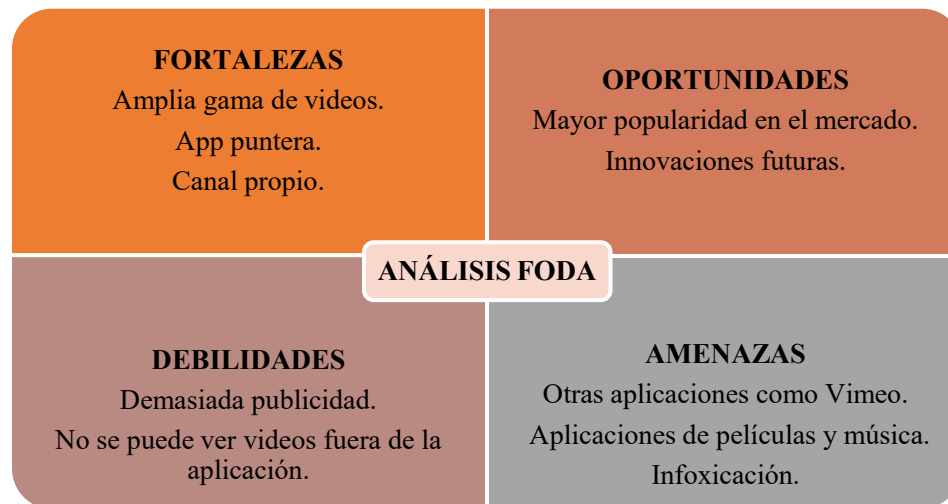 FORTALEZAS
Amplia gama de videos.
App puntera.
Canal propio.
OPORTUNIDADES
Mayor popularidad en el mercado.
Innovaciones futuras.
ANÁLISIS FODA
DEBILIDADES
Demasiada publicidad.
No se puede ver videos fuera de la
aplicación.
AMENAZAS
Otras aplicaciones como Vimeo.
Aplicaciones de películas y música.
Infoxicación.